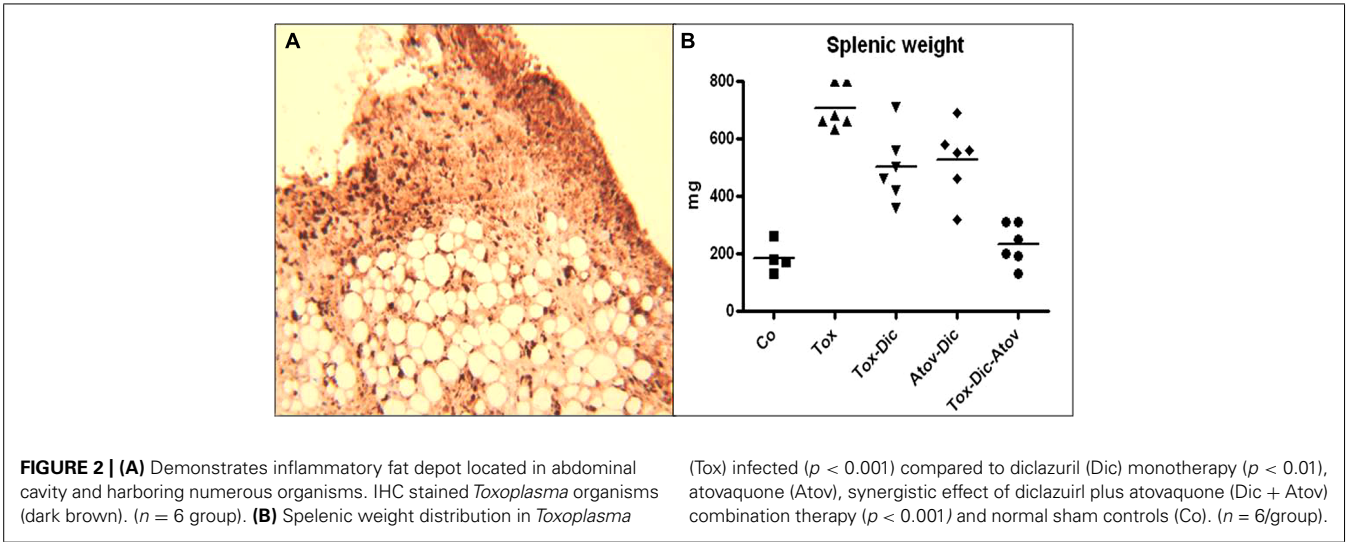 A
B
Splenic weight
800
600
400
200
0
mg
Co
Tox
Tox-Dic
Atov-Dic
Tox-Dic-Atov
FIGURE 2 | (A) Demonstrates inflammatory fat depot located in abdominal
cavity and harboring numerous organisms. IHC stained Toxoplasma organisms
(dark brown). (n = 6 group). (B) Spelenic weight distribution in Toxoplasma
(Tox) infected (p < 0.001) compared to diclazuril (Dic) monotherapy (p < 0.01),
atovaquone (Atov), synergistic effect of diclazuirl plus atovaquone (Dic + Atov)
combination therapy (p < 0.001) and normal sham controls (Co). (n = 6/group).